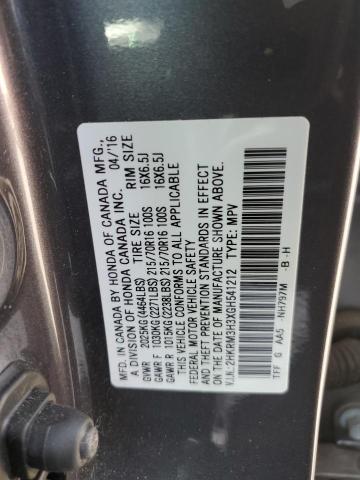 MFD. IN CANADA BY HONDA OF CANADA MFG.,
A DIVISION OF HONDA CANADA INC. 04/16
TIRE SIZE RIM SIZE
GVWR 2025KG(4464LBS)
GAWR F 1030KG(2271LBS) 215/70R16 100S 16X6.5J
GAWR R 1015KG(2238LBS) 215/70R16 100S 16X6.5J
THIS VEHICLE CONFORMS TO ALL APPLICABLE
FEDERAL MOTOR VEHICLE SAFETY
AND THEFT PREVENTION STANDARDS IN EFFECT
ON THE DATE OF MANUFACTURE SHOWN ABOVE.
V.I.N.: 2HKRM3H3XGH541212 TYPE: MPV
TFF G AA5 -NH797M -B -H